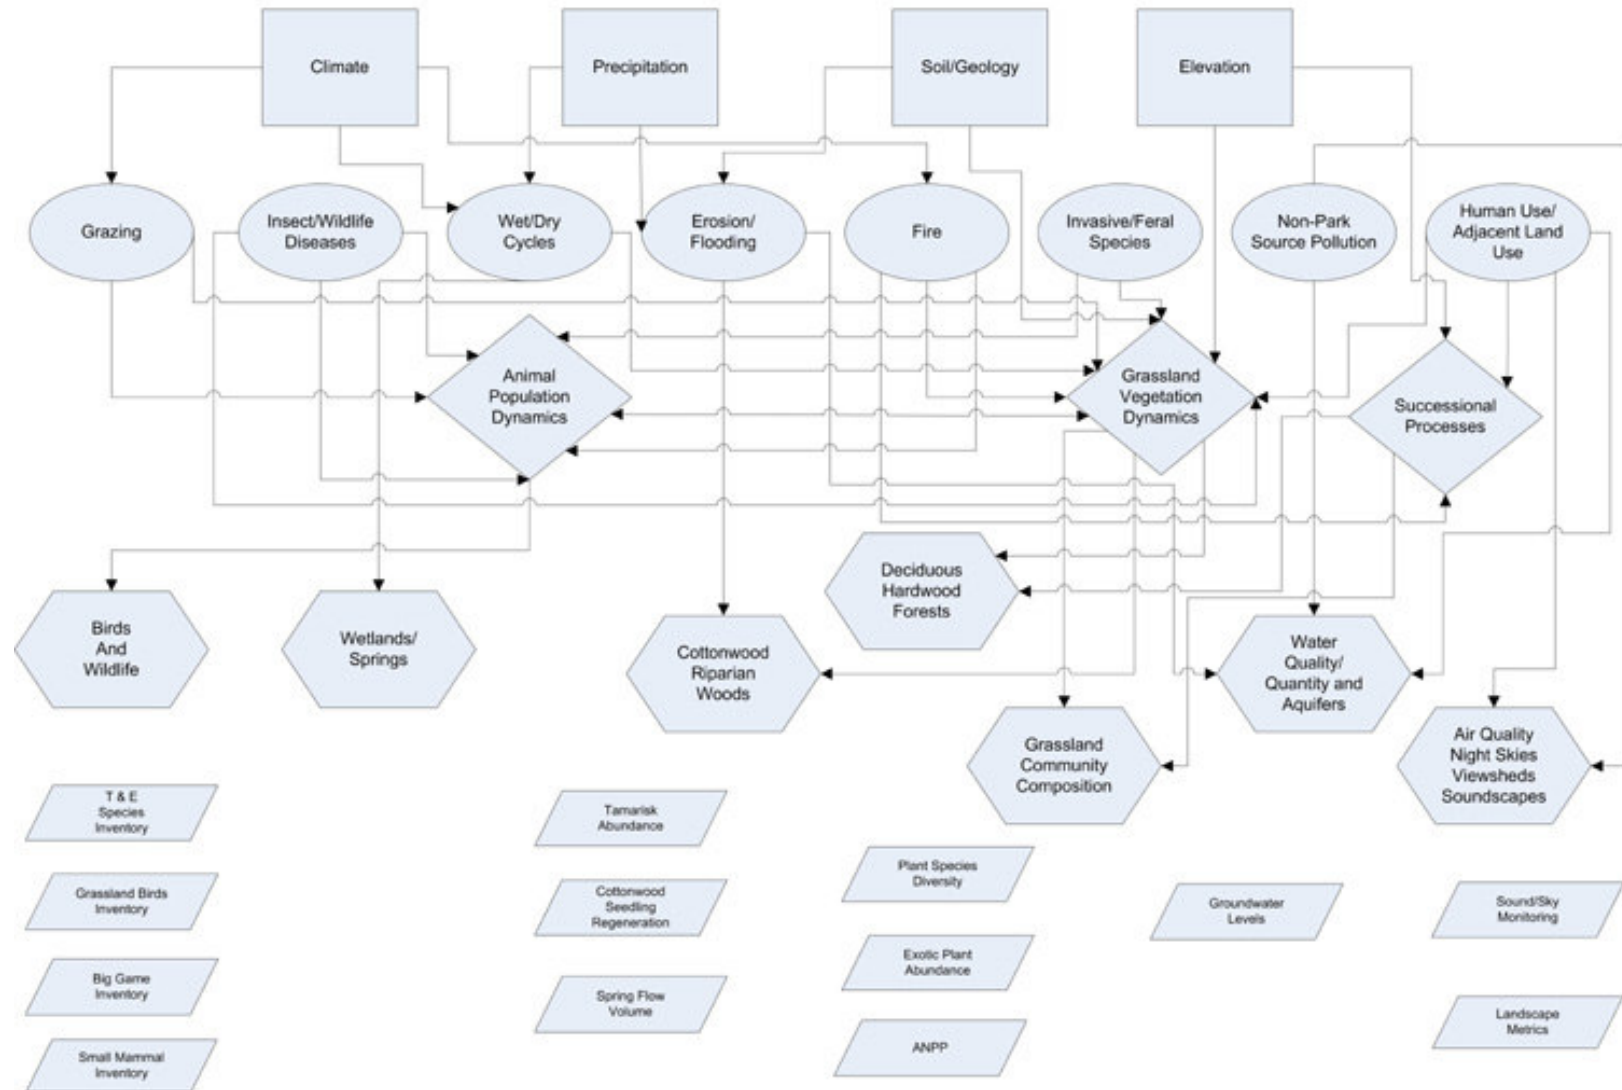 Climate
Precipitation
Soil/Geology
Elevation
Grazing
Insect/Wildlife
Diseases
Wet/Dry
Cycles
Erosion/
Flooding
Fire
Invasive/Feral
Species
Non-Park
Source Pollution
Human Use/
Adjacent Land
Use
Animal
Population
Dynamics
Grassland
Vegetation
Dynamics
Successional
Processes
Birds
And
Wildlife
Wetlands/
Springs
Cottonwood
Riparian
Woods
Deciduous
Hardwood
Forests
Grassland
Community
Composition
Water
Quality/
Quantity and
Aquifers
Air Quality
Night Skies
Viewsheds
Soundscapes
T & E
Species
Inventory
Grassland Birds
Inventory
Big Game
Inventory
Small Mammal
Inventory
Tamarisk
Abundance
Cottonwood
Seedling
Regeneration
Spring Flow
Volume
Plant Species
Diversity
Exotic Plant
Abundance
ANPP
Groundwater
Levels
Sound/Sky
Monitoring
Landscape
Metrics